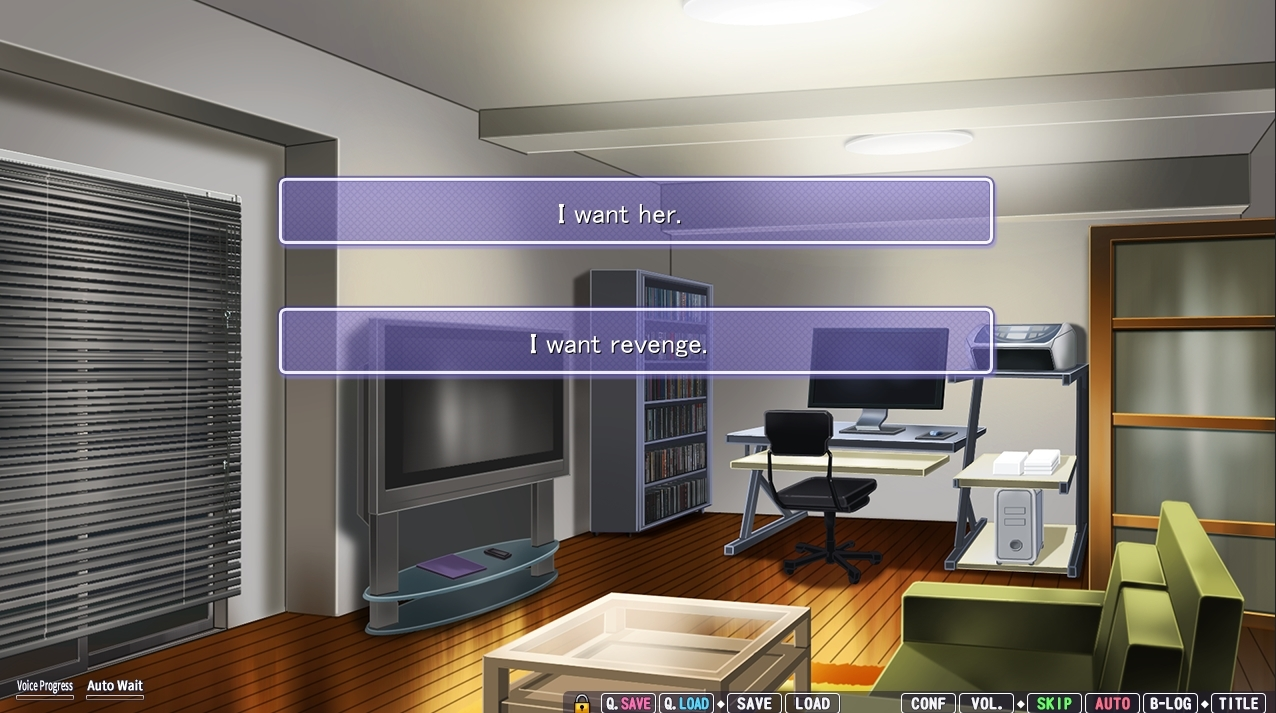 I want her.
I want revenge.
Voice Progress
Auto Wait
Q.SAVE
Q.LOAD
SAVE
LOAD
CONF
VOL.
SKIP
AUTO
B-LOG
TITLE